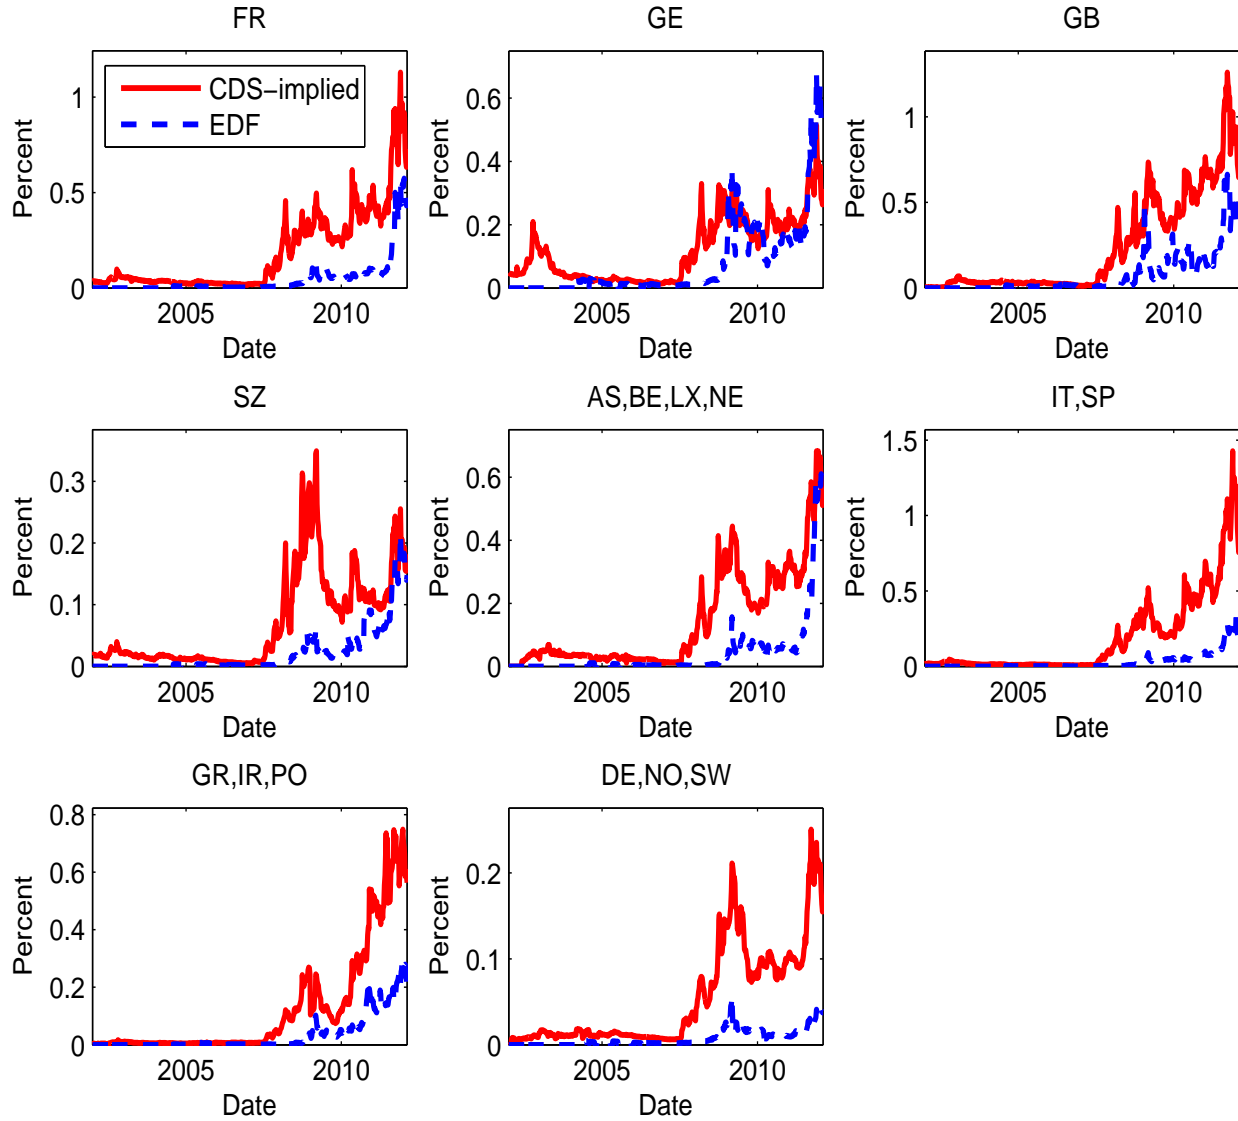 FR
GE
GB
CDS-implied
EDF
Percent
1
0.5
0
2005
2010
Date
Percent
0.6
0.4
0.2
0
2005
2010
Date
Percent
1
0.5
0
2005
2010
Date
SZ
AS,BE,LX,NE
IT,SP
Percent
0.3
0.2
0.1
0
2005
2010
Date
Percent
0.6
0.4
0.2
0
2005
2010
Date
Percent
1.5
1
0.5
0
2005
2010
Date
GR,IR,PO
DE,NO,SW
Percent
0.8
0.6
0.4
0.2
0
2005
2010
Date
Percent
0.2
0.1
0
2005
2010
Date